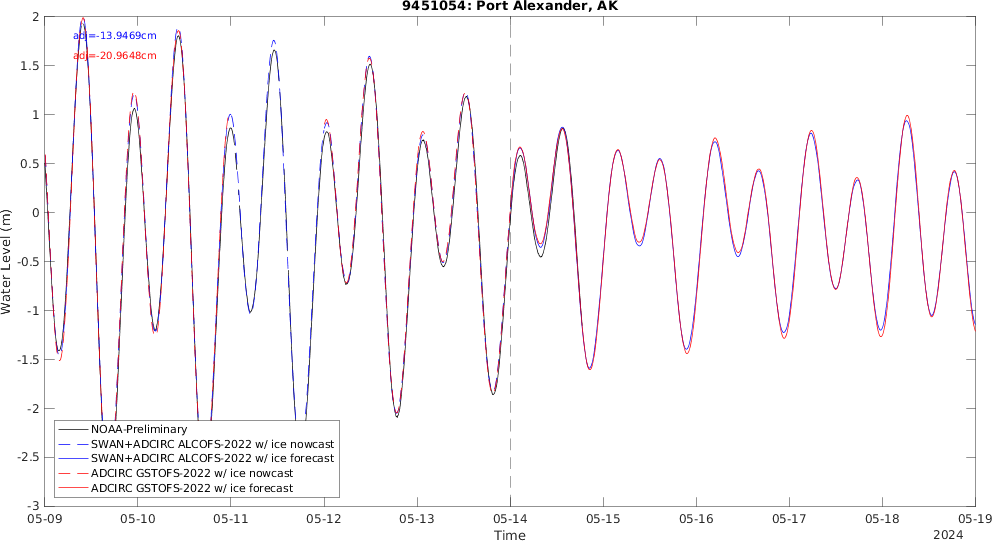 9451054: Port Alexander, AK
adj=-13.9469cm
adj=-20.9648cm
2
1.5
1
0.5
0
-0.5
-1
-1.5
-2
-2.5
-3
Water Level (m)
NOAA-Preliminary
SWAN+ADCIRC ALCOFS-2022 w/ ice nowcast
SWAN+ADCIRC ALCOFS-2022 w/ ice forecast
ADCIRC GSTOFS-2022 w/ ice nowcast
ADCIRC GSTOFS-2022 w/ ice forecast
05-09 05-10 05-11 05-12 05-13 05-14 05-15 05-16 05-17 05-18 05-19
Time
2024